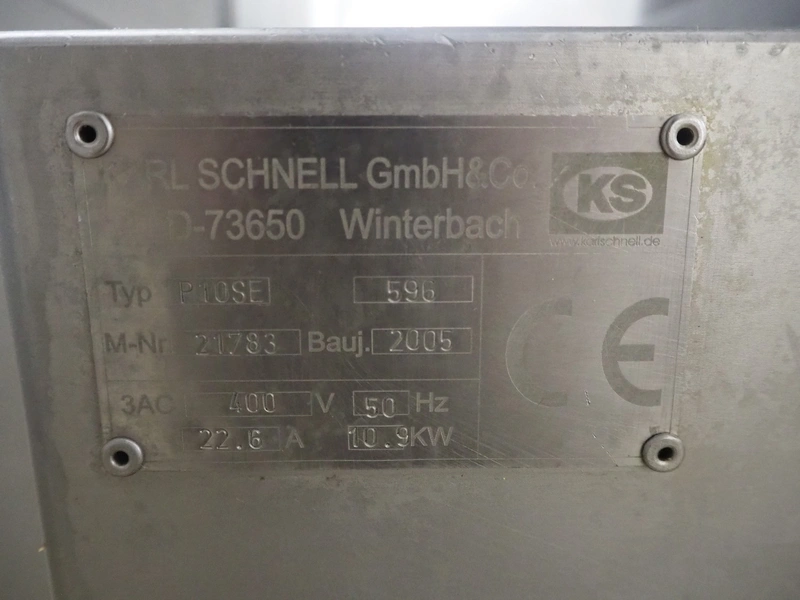 KARL SCHNELL GmbH&Co.
D-73650 Winterbach
KS
www.karlschnell.de
Typ P10SE 596
M-Nr. 21783 Bauj. 2005
3AC 400 V 50 Hz
22.6 A 10.9KW
CE